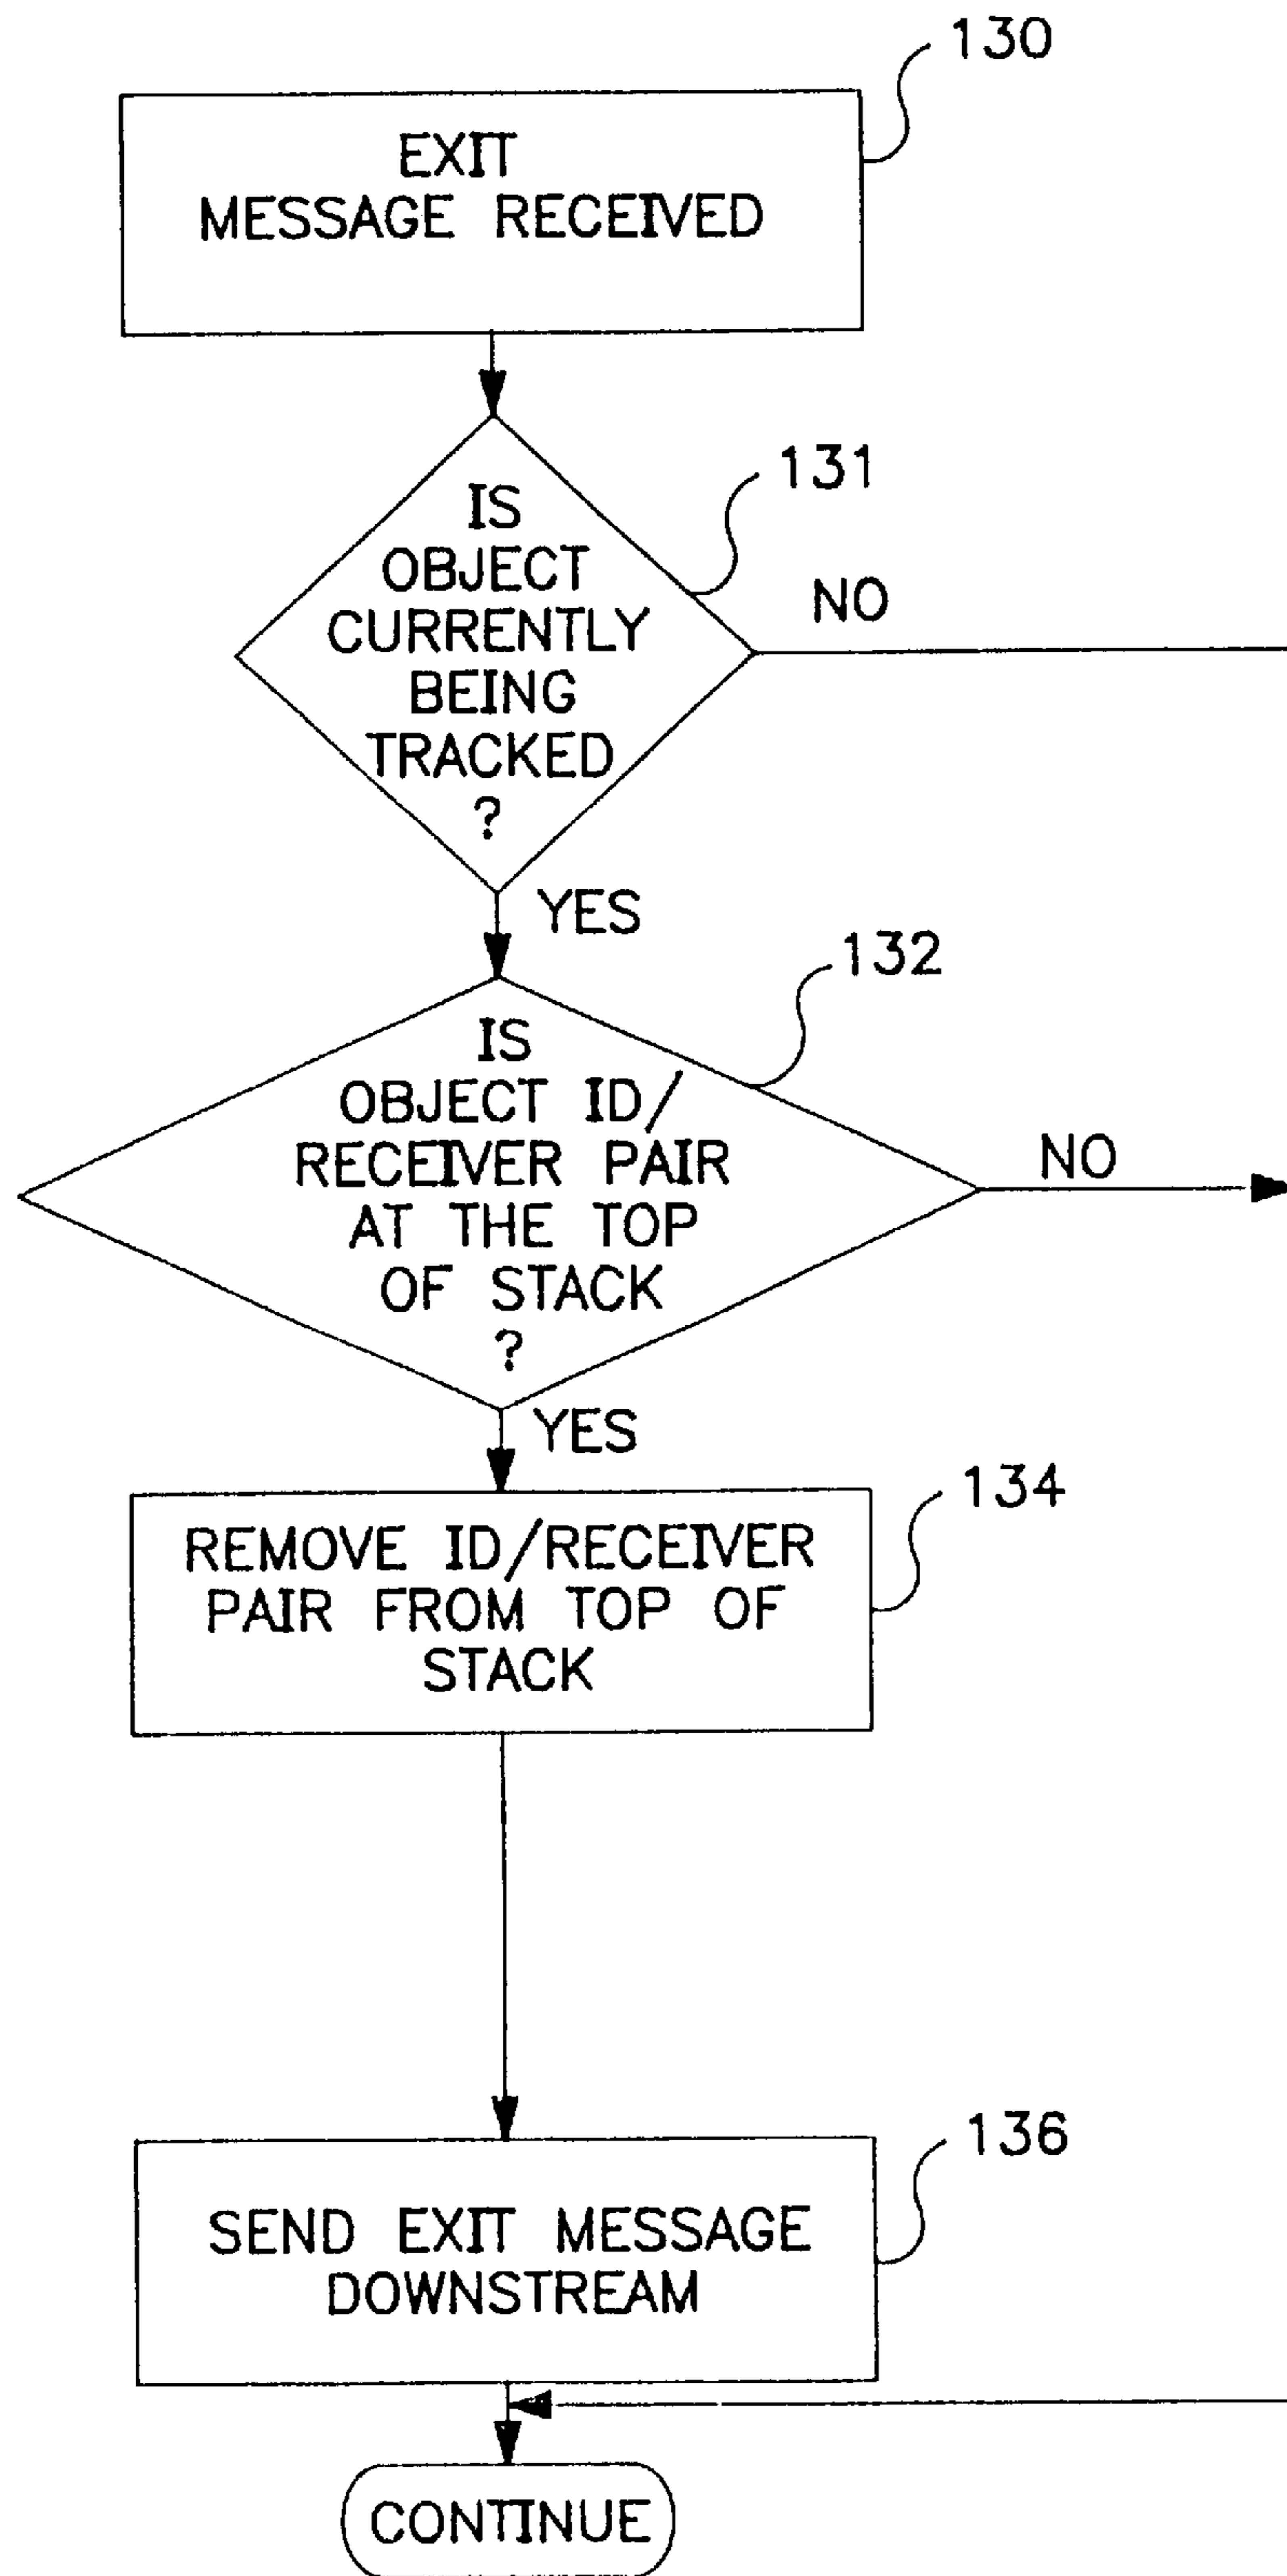 130
EXIT
MESSAGE RECEIVED
131
IS
OBJECT
CURRENTLY
BEING
TRACKED
?
NO
YES
132
IS
OBJECT ID/
RECEIVER PAIR
AT THE TOP
OF STACK
?
NO
YES
134
REMOVE ID/RECEIVER
PAIR FROM TOP OF
STACK
136
SEND EXIT MESSAGE
DOWNSTREAM
CONTINUE